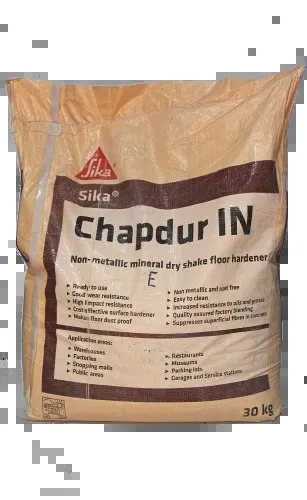 Sika
Sika®
Chapdur IN
Non-metallic mineral dry shake floor hardener
E
▸ Ready to use
▸ Good wear resistance
▸ High impact resistance
▸ Cost effective surface hardener
▸ Makes floor dust proof
▸ Non metallic and rust free
▸ Easy to clean
▸ Increased resistance to oils and grease
▸ Quality assured factory blending
▸ Suppresses superficial fibres in concrete
Application areas:
▸ Warehouses
▸ Factories
▸ Shopping malls
▸ Public areas
▸ Restaurants
▸ Museums
▸ Parking lots
▸ Garages and Service stations
30 kg